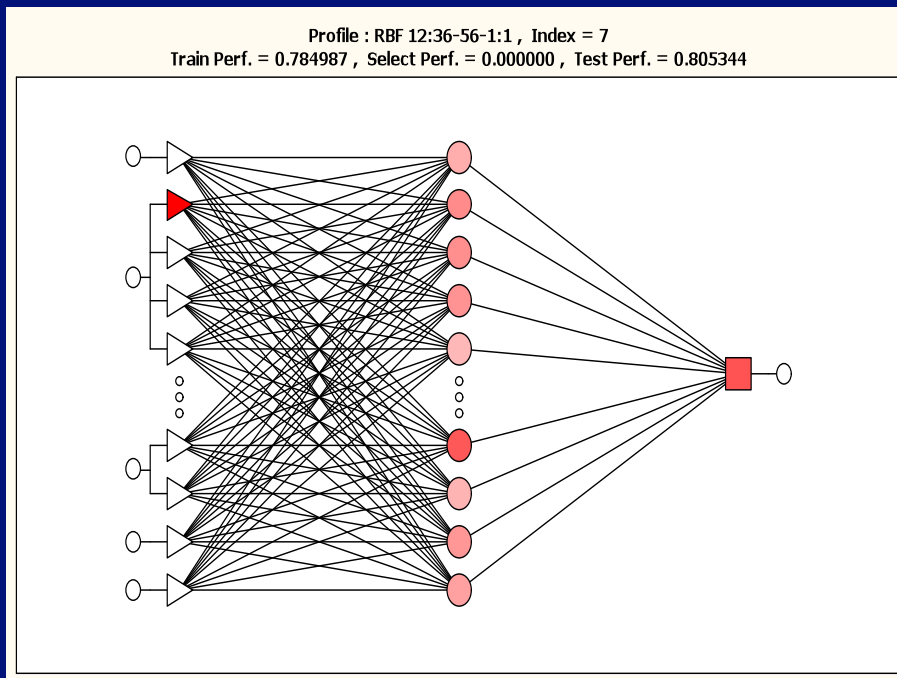 Profile : RBF 12:36-56-1:1 , Index = 7
Train Perf. = 0.784987 , Select Perf. = 0.000000 , Test Perf. = 0.805344